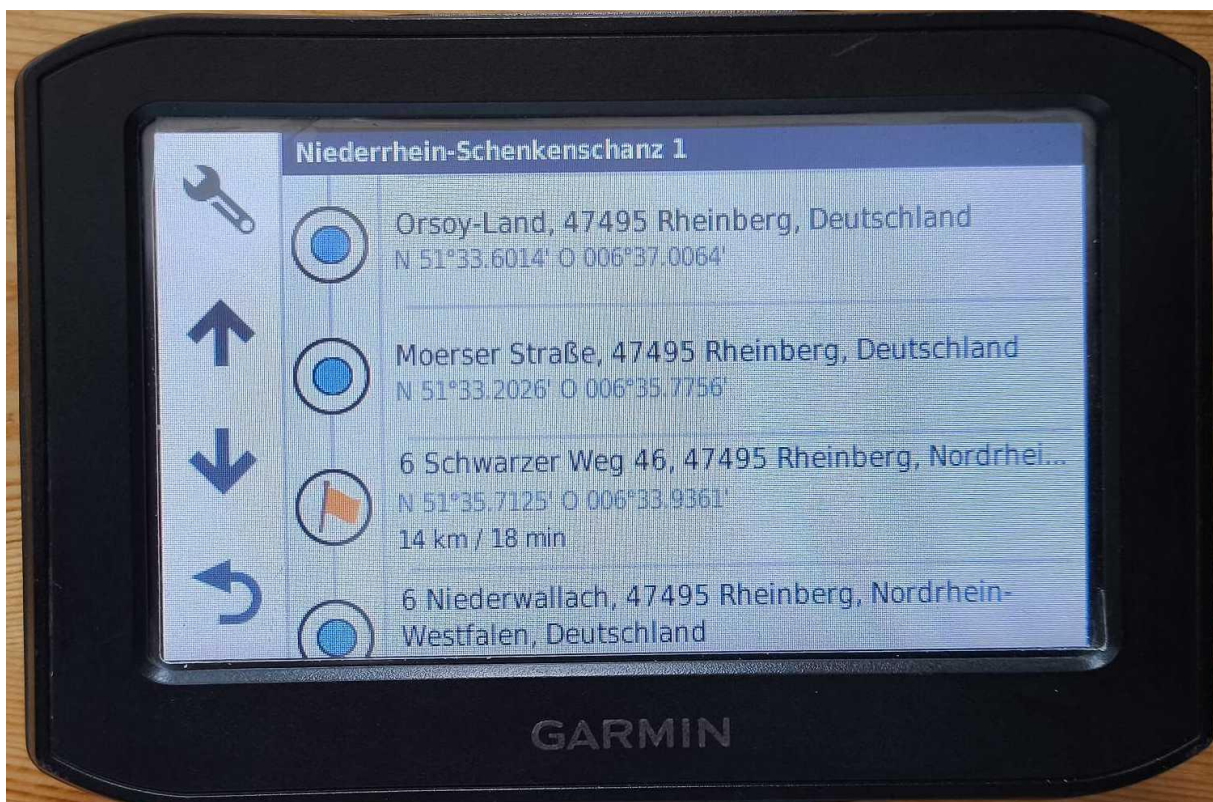 Niederrhein-Schenkenschanz 1
Orsoy-Land, 47495 Rheinberg, Deutschland
N 51°33.6014' O 006°37.0064'
Moerser Straße, 47495 Rheinberg, Deutschland
N 51°33.2026' O 006°35.7756'
6 Schwarzer Weg 46, 47495 Rheinberg, Nordrhei...
N 51°35.7125' O 006°33.9361'
14 km / 18 min
6 Niederwallach, 47495 Rheinberg, Nordrhein-
Westfalen, Deutschland
GARMIN